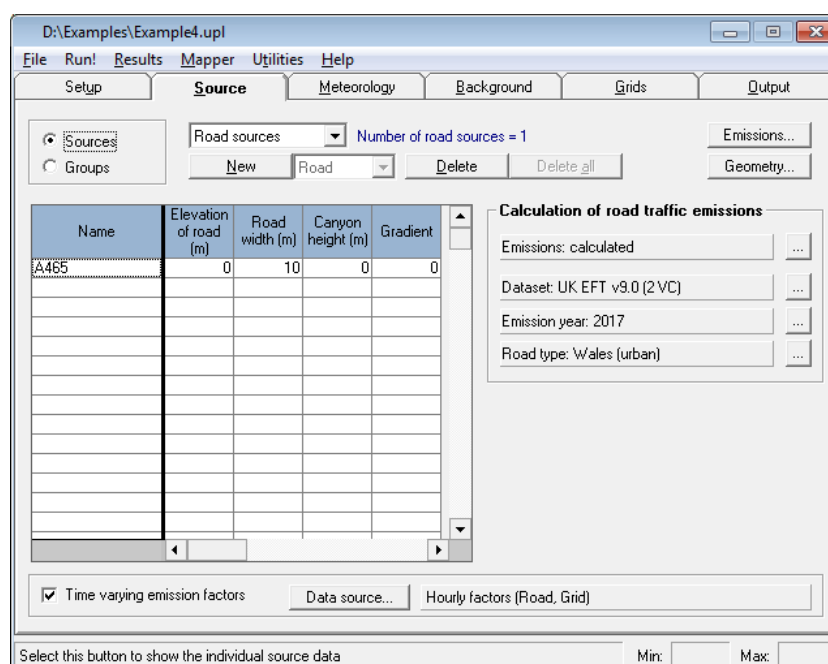 D:\Examples\Example4.upl
File Run! Results Mapper Utilities Help
Setup Source Meteorology Background Grids Output
Sources
Groups
Road sources Number of road sources = 1
New Road Delete Delete all
Emissions...
Geometry...
Name Elevation of road (m) Road width (m) Canyon height (m) Gradient
A465 0 10 0 0
Calculation of road traffic emissions
Emissions: calculated ...
Dataset: UK EFT v9.0 (2 VC) ...
Emission year: 2017 ...
Road type: Wales (urban) ...
Time varying emission factors Data source... Hourly factors (Road, Grid)
Select this button to show the individual source data Min: Max: